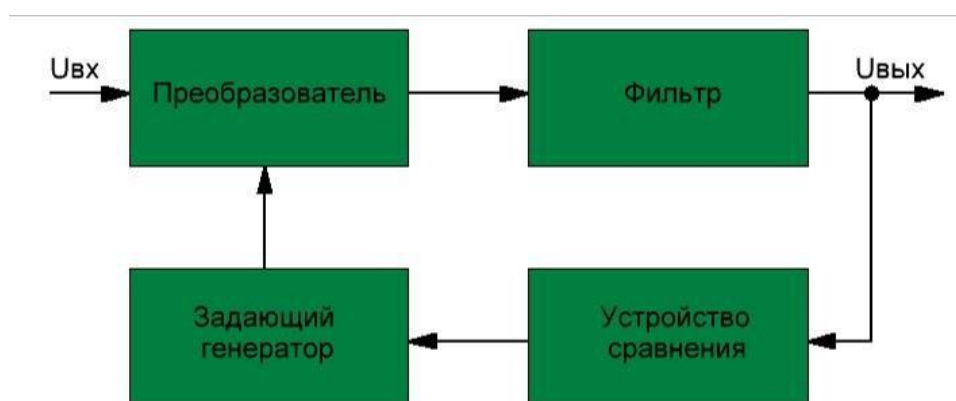 Uвх
Преобразователь
Фильтр
Uвых
Задающий
генератор
Устройство
сравнения